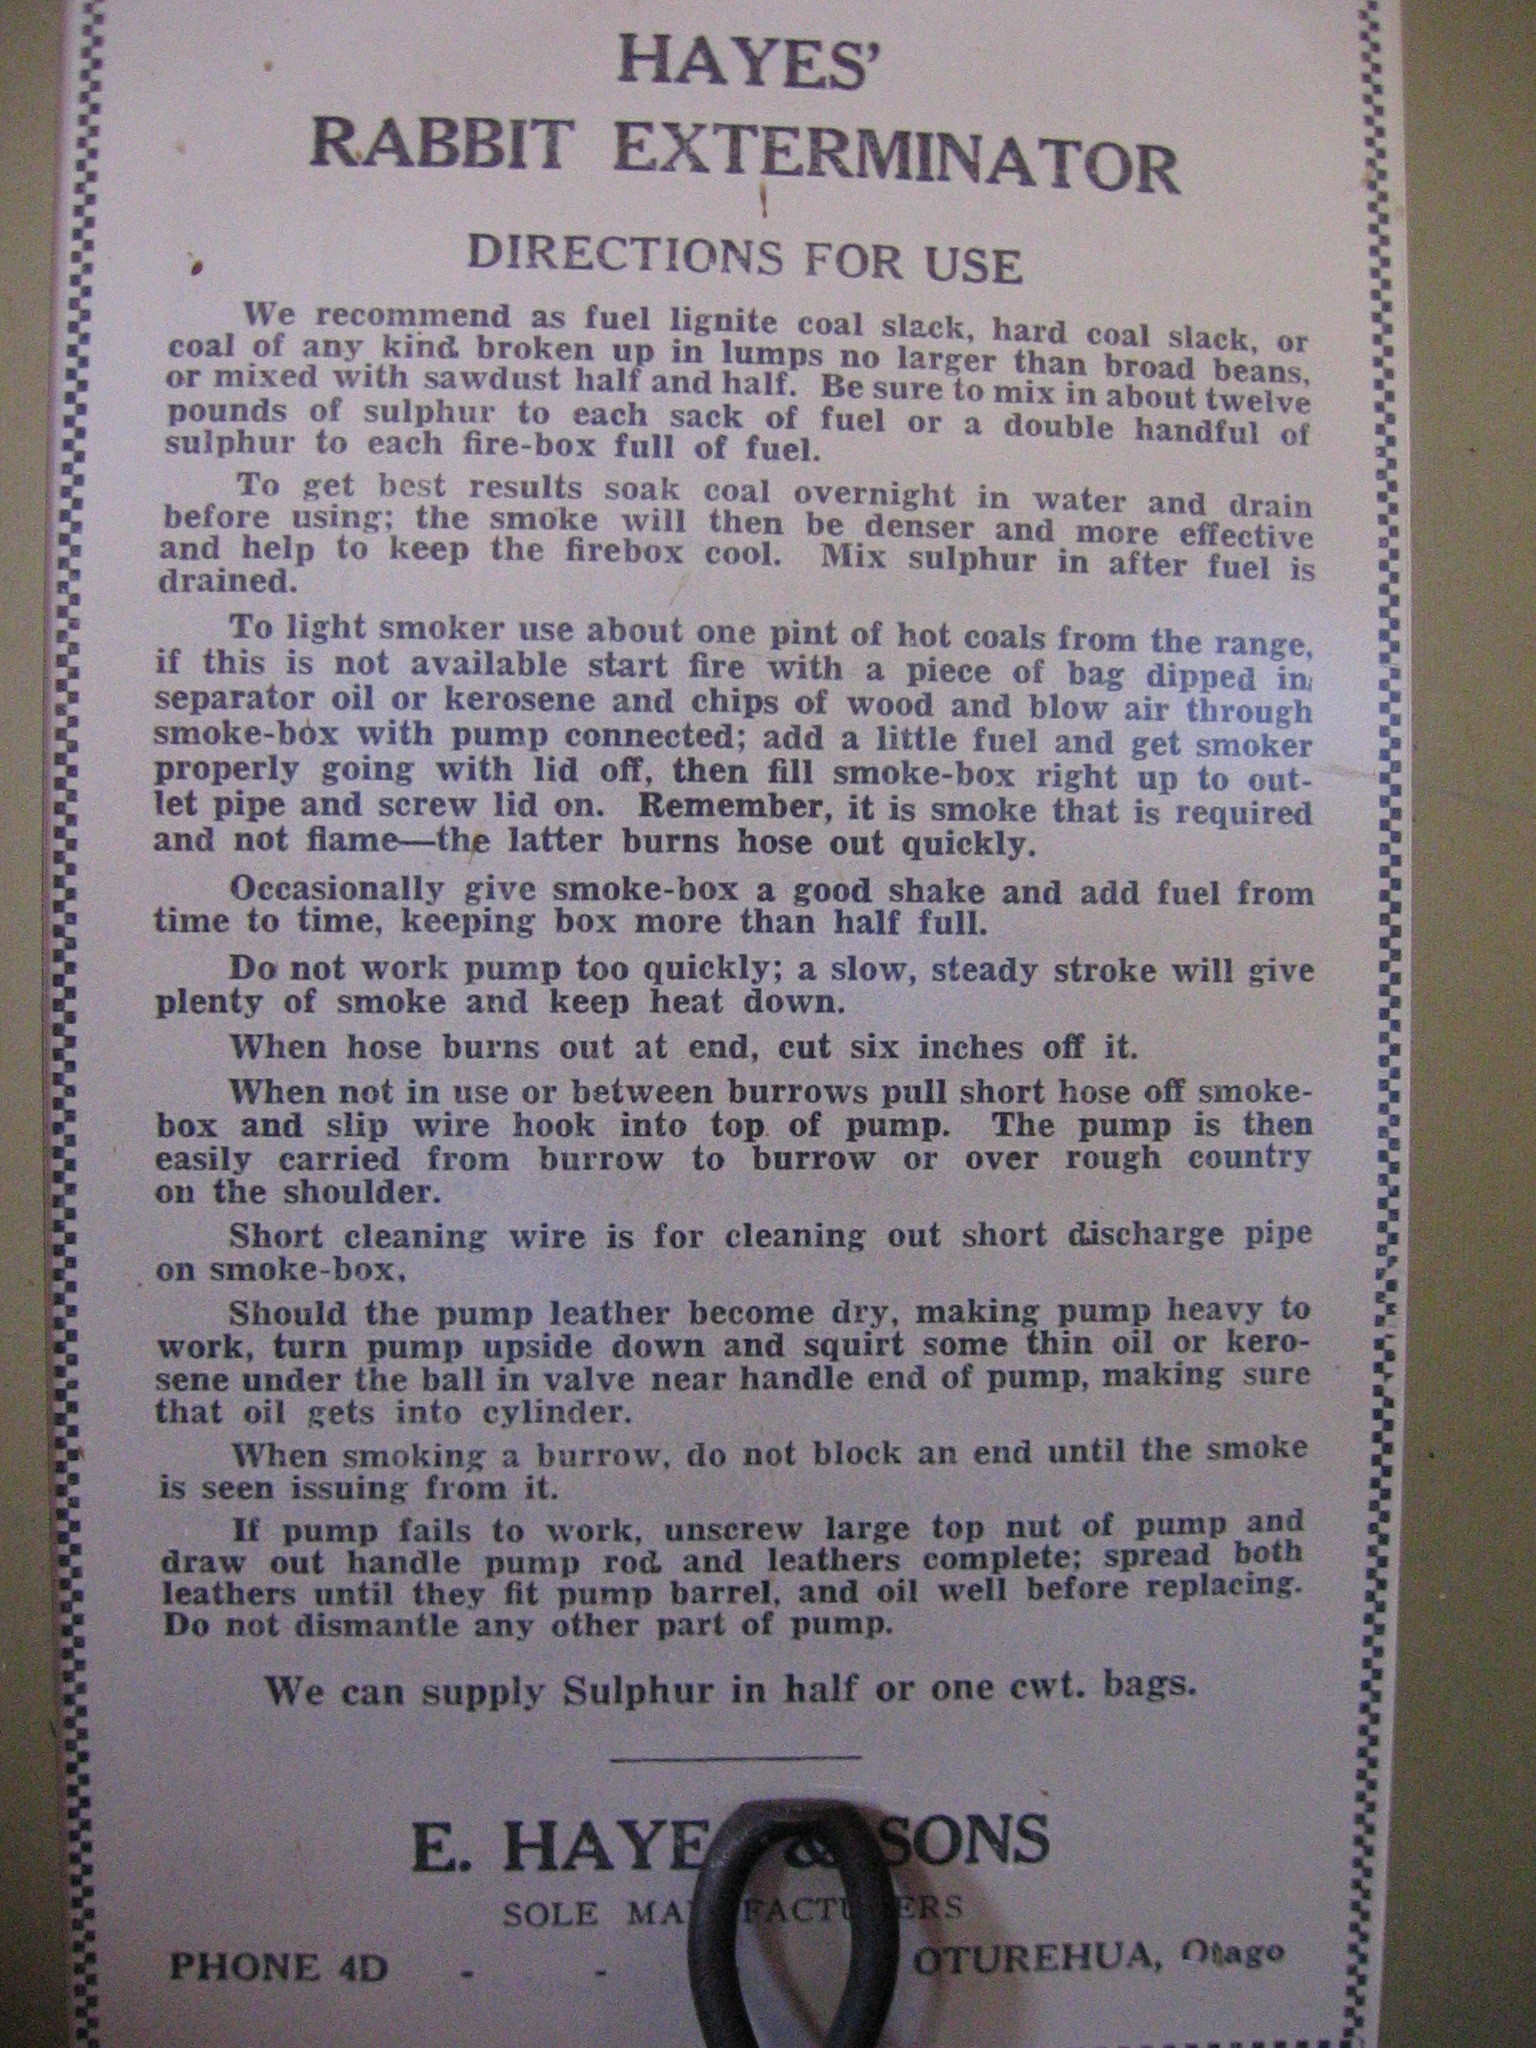 HAYES'
RABBIT EXTERMINATOR
DIRECTIONS FOR USE
We recommend as fuel lignite coal slack, hard coal slack, or
coal of any kind broken up in lumps no larger than broad beans,
or mixed with sawdust half and half. Be sure to mix in about twelve
pounds of sulphur to each sack of fuel or a double handful of
sulphur to each fire-box full of fuel.
To get best results soak coal overnight in water and drain
before using; the smoke will then be denser and more effective
and help to keep the firebox cool. Mix sulphur in after fuel is
drained.
To light smoker use about one pint of hot coals from the range,
if this is not available start fire with a piece of bag dipped in
separator oil or kerosene and chips of wood and blow air through
smoke-box with pump connected; add a little fuel and get smoker
properly going with lid off, then fill smoke-box right up to out-
let pipe and screw lid on. Remember, it is smoke that is required
and not flame—the latter burns hose out quickly.
Occasionally give smoke-box a good shake and add fuel from
time to time, keeping box more than half full.
Do not work pump too quickly; a slow, steady stroke will give
plenty of smoke and keep heat down.
When hose burns out at end, cut six inches off it.
When not in use or between burrows pull short hose off smoke-
box and slip wire hook into top of pump. The pump is then
easily carried from burrow to burrow or over rough country
on the shoulder.
Short cleaning wire is for cleaning out short discharge pipe
on smoke-box.
Should the pump leather become dry, making pump heavy to
work, turn pump upside down and squirt some thin oil or kero-
sene under the ball in valve near handle end of pump, making sure
that oil gets into cylinder.
When smoking a burrow, do not block an end until the smoke
is seen issuing from it.
If pump fails to work, unscrew large top nut of pump and
draw out handle pump rod and leathers complete; spread both
leathers until they fit pump barrel, and oil well before replacing.
Do not dismantle any other part of pump.
We can supply Sulphur in half or one cwt. bags.
E. HAYES & SONS
SOLE MANUFACTURERS
PHONE 4D - - OTUREHUA, Otago